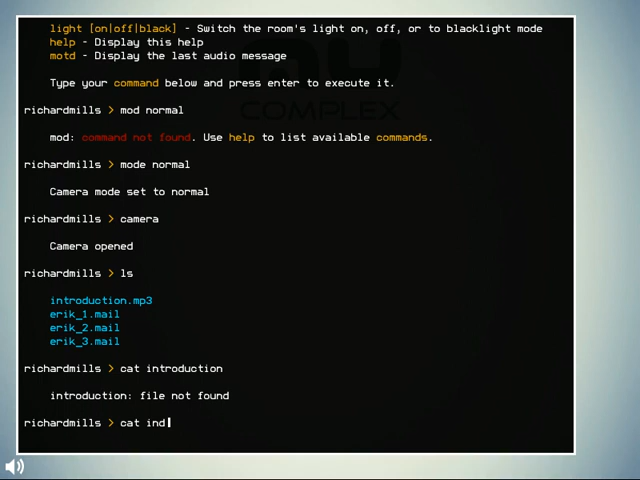 light [on|off|black] - Switch the room's light on, off, or to blacklight mode
help - Display this help
motd - Display the last audio message
Type your command below and press enter to execute it.
COMPLEX
richardmills > mod normal
mod: command not found. Use help to list available commands.
richardmills > mode normal
Camera mode set to normal
richardmills > camera
Camera opened
richardmills > ls
introduction.mp3
erik_1.mail
erik_2.mail
erik_3.mail
richardmills > cat introduction
introduction: file not found
richardmills > cat ind